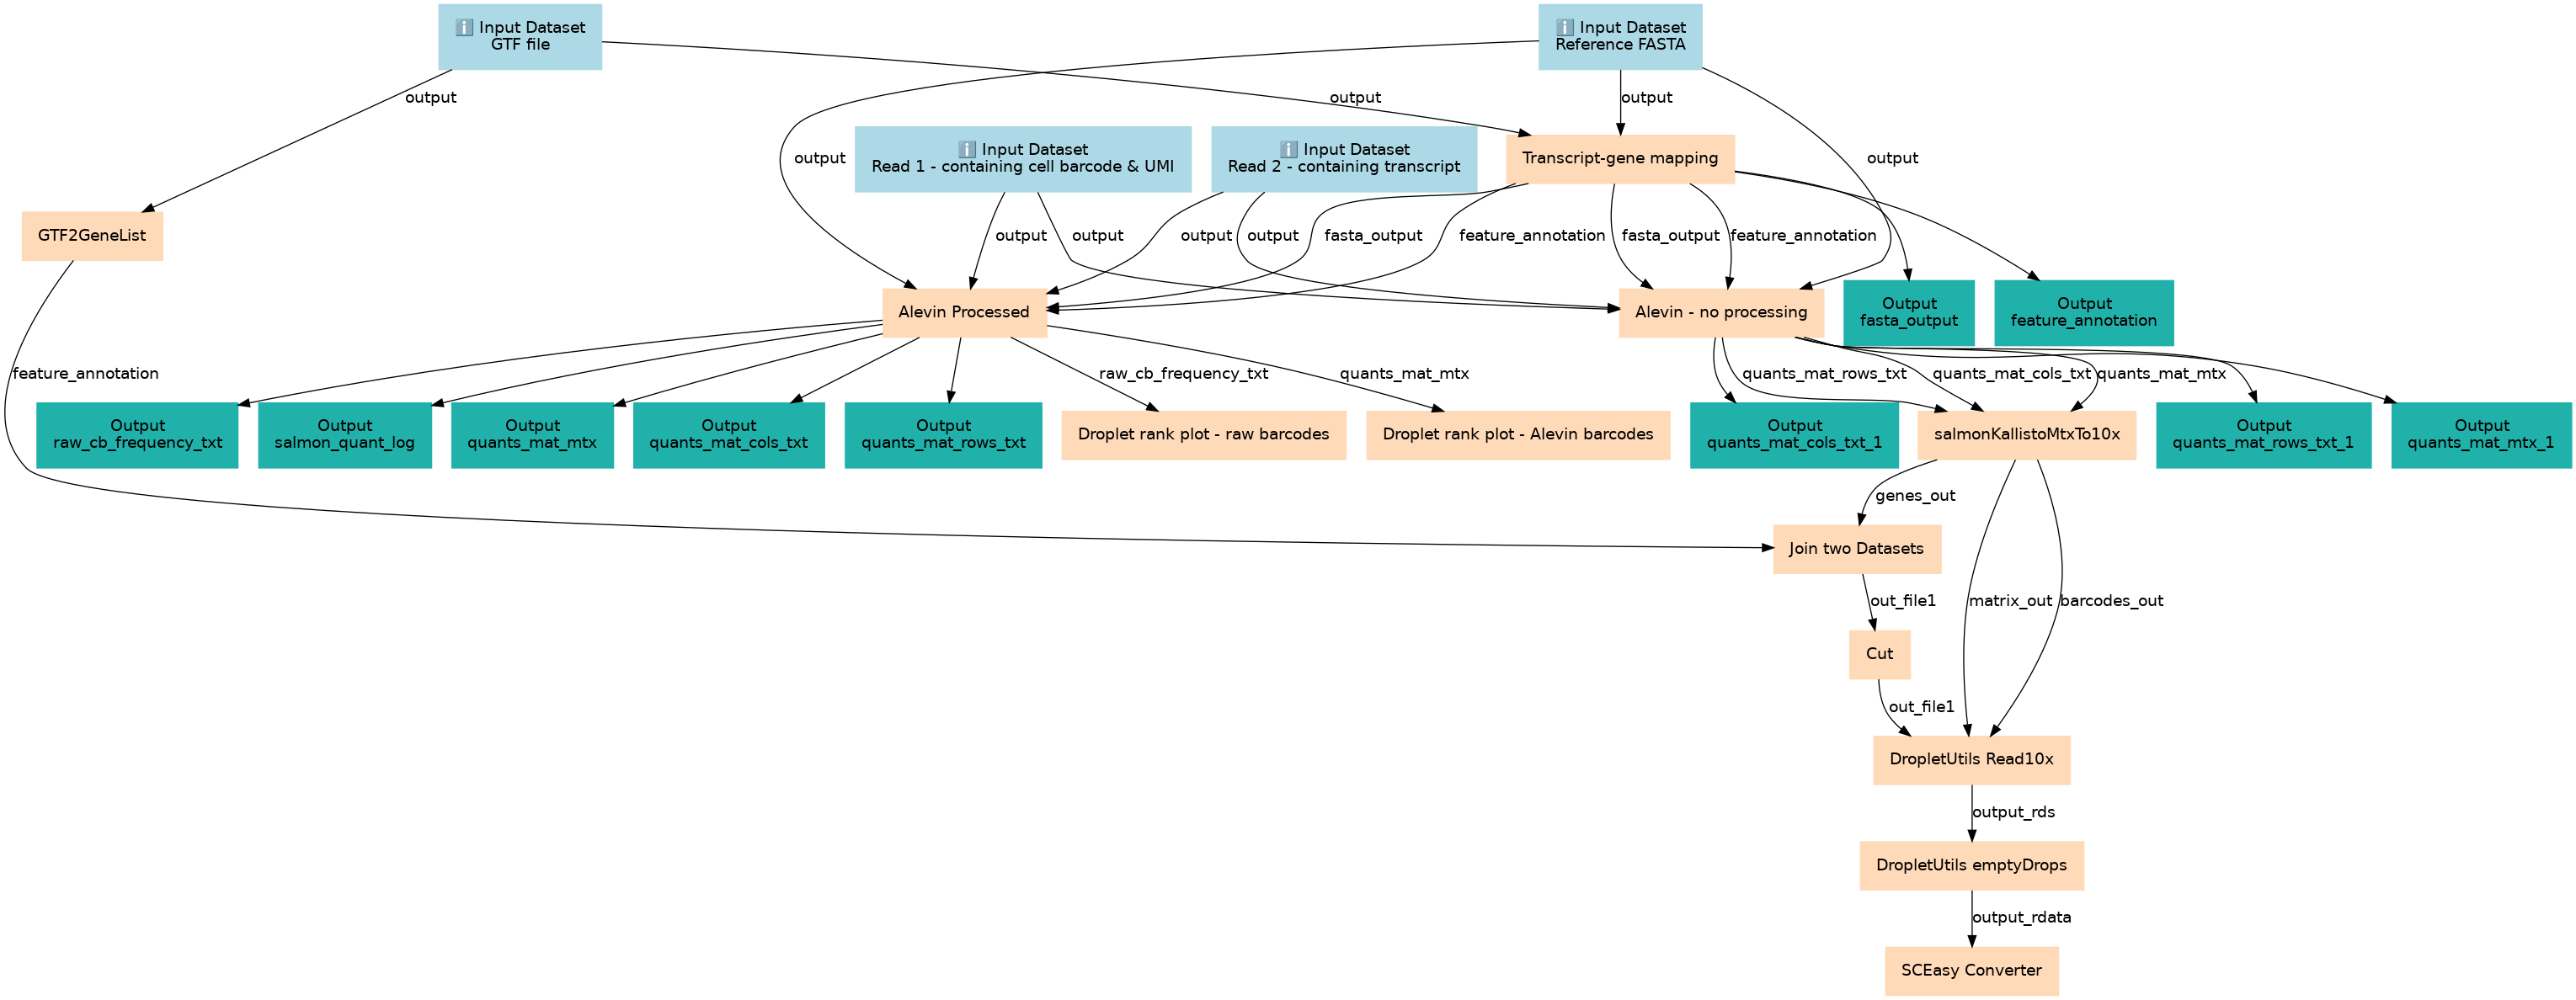 ℹ️ Input Dataset
GTF file
ℹ️ Input Dataset
Reference FASTA
output
output
output
output
output
ℹ️ Input Dataset
Read 1 - containing cell barcode & UMI
ℹ️ Input Dataset
Read 2 - containing transcript
Transcript-gene mapping
GTF2GeneList
output
output
output
output
fasta_output
feature_annotation
fasta_output
feature_annotation
Alevin Processed
Alevin - no processing
Output
fasta_output
Output
feature_annotation
feature_annotation
raw_cb_frequency_txt
quants_mat_mtx
quants_mat_rows_txt
quants_mat_cols_txt
quants_mat_mtx
Output
raw_cb_frequency_txt
Output
salmon_quant_log
Output
quants_mat_mtx
Output
quants_mat_cols_txt
Output
quants_mat_rows_txt
Droplet rank plot - raw barcodes
Droplet rank plot - Alevin barcodes
Output
quants_mat_cols_txt_1
salmonKallistoMtxTo10x
Output
quants_mat_rows_txt_1
Output
quants_mat_mtx_1
genes_out
Join two Datasets
out_file1
matrix_out
barcodes_out
Cut
out_file1
DropletUtils Read10x
output_rds
DropletUtils emptyDrops
output_rdata
SCEasy Converter